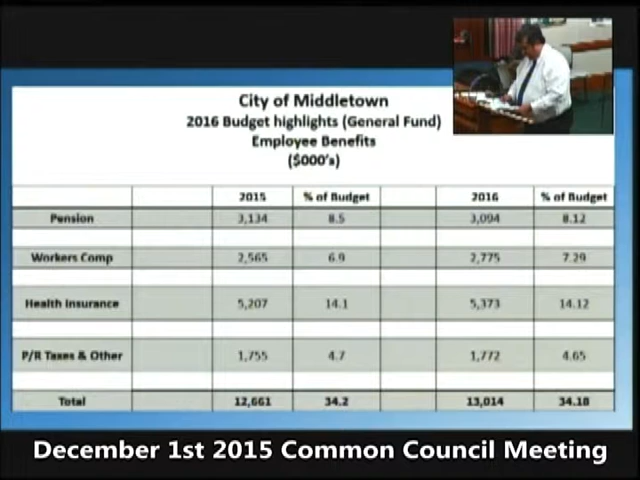 City of Middletown
2016 Budget highlights (General Fund)
Employee Benefits
($000's)
2015 % of Budget 2016 % of Budget
Pension 3,134 8.5 3,094 8.12
Workers Comp 2,565 6.9 2,775 7.29
Health Insurance 5,207 14.1 5,373 14.12
P/R Taxes & Other 1,755 4.7 1,772 4.65
Total 12,661 34.2 13,014 34.18
December 1st 2015 Common Council Meeting